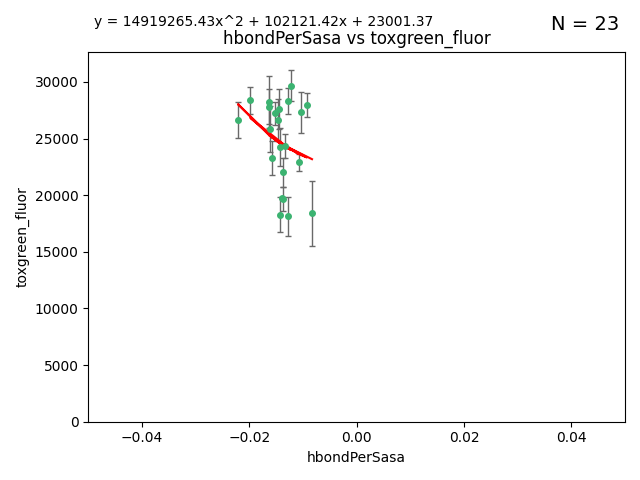 y = 14919265.43x^2 + 102121.42x + 23001.37
N = 23
hbondPerSasa vs toxgreen_fluor
30000
25000
20000
15000
10000
5000
0
toxgreen_fluor
−0.04
−0.02
0.00
0.02
0.04
hbondPerSasa